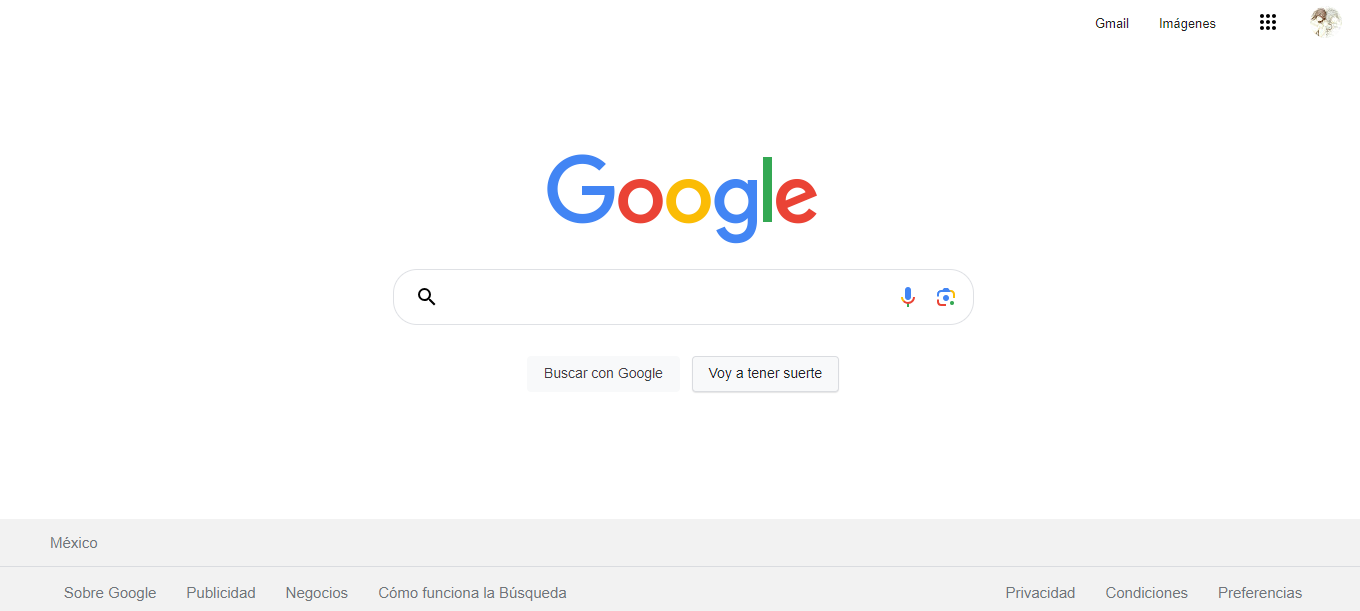 Gmail Imágenes
Google
Buscar con Google Voy a tener suerte
México
Sobre Google Publicidad Negocios Cómo funciona la Búsqueda Privacidad Condiciones Preferencias